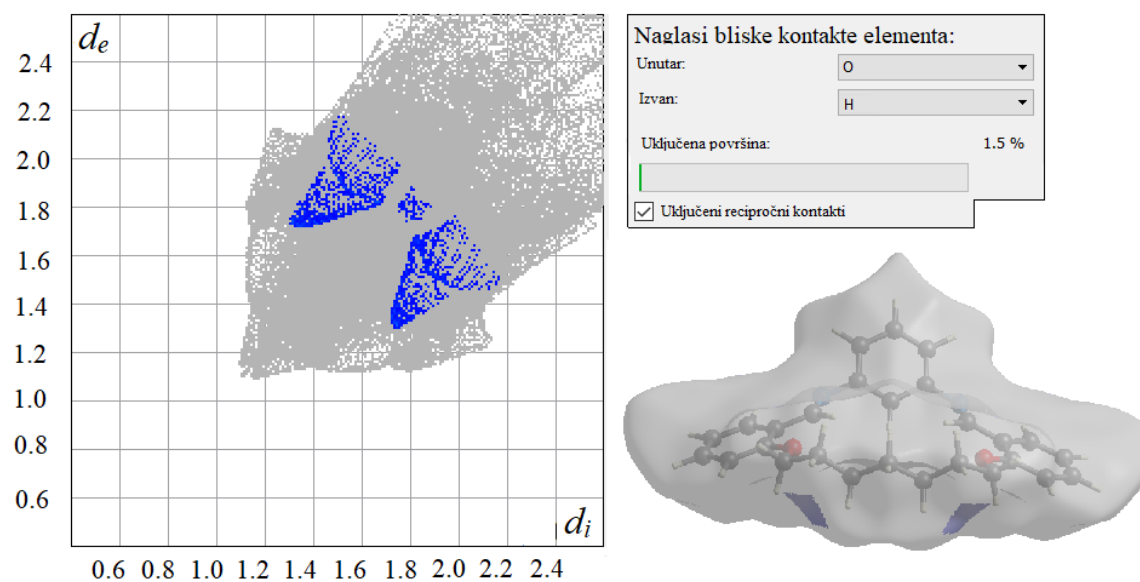 d_e
2.4
2.2
2.0
1.8
1.6
1.4
1.2
1.0
0.8
0.6
d_i
0.6 0.8 1.0 1.2 1.4 1.6 1.8 2.0 2.2 2.4
Naglasi bliske kontakte elementa:
Unutar: O
Izvan: H
Uključena površina: 1.5 %
Uključeni recipročni kontakti